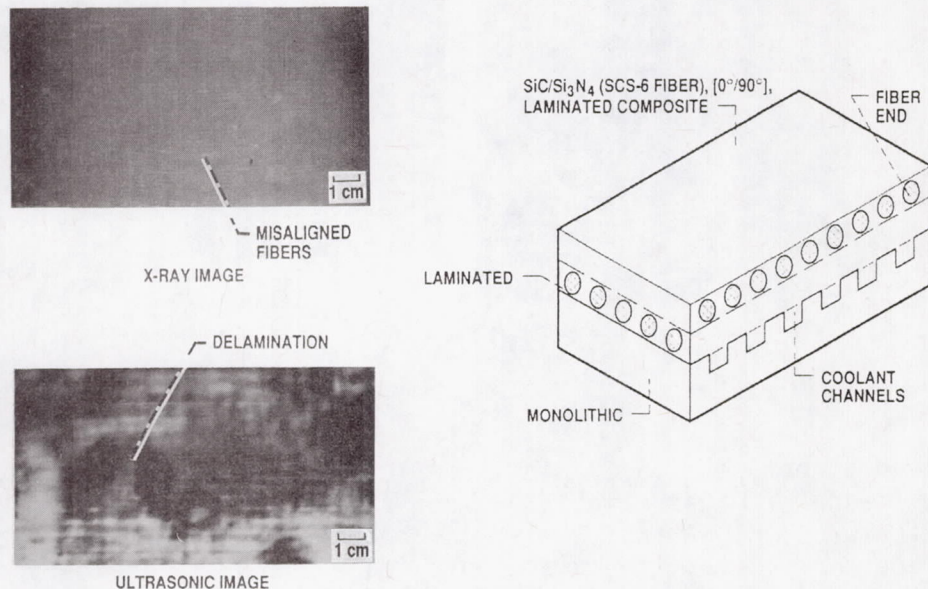 1 cm
MISALIGNED
FIBERS
X-RAY IMAGE
DELAMINATION
1 cm
ULTRASONIC IMAGE
SiC/Si₃N₄ (SCS-6 FIBER), [0°/90°],
LAMINATED COMPOSITE
FIBER
END
LAMINATED
MONOLITHIC
COOLANT
CHANNELS